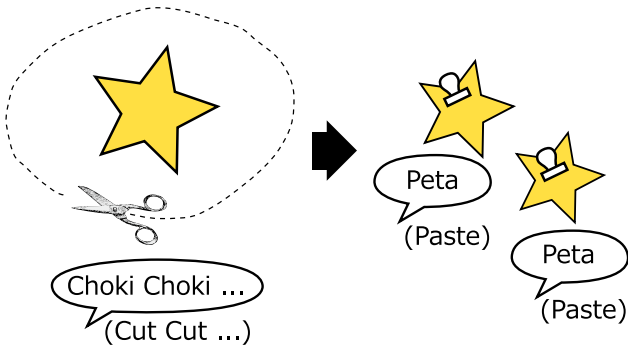 Choki Choki ...
(Cut Cut ...)
Peta
(Paste)
Peta
(Paste)